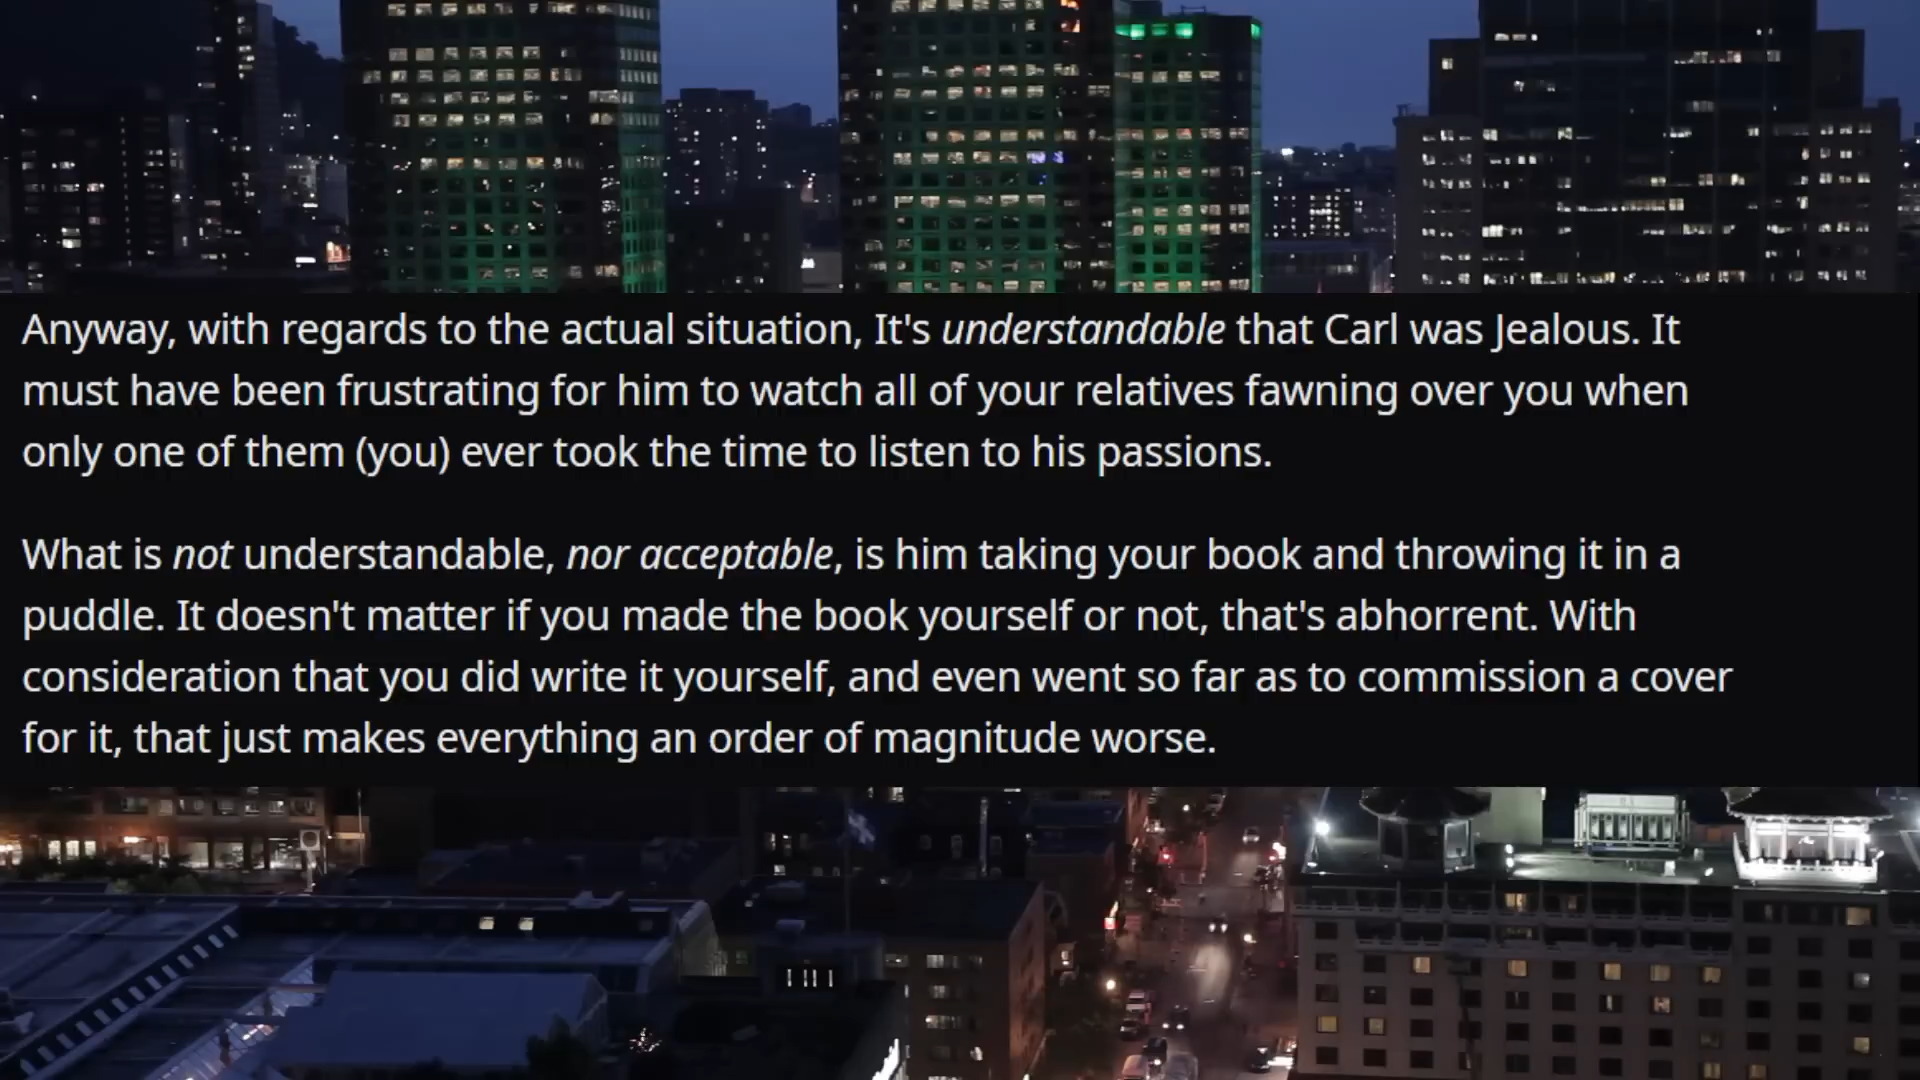 Anyway, with regards to the actual situation, It's understandable that Carl was Jealous. It
must have been frustrating for him to watch all of your relatives fawning over you when
only one of them (you) ever took the time to listen to his passions.
What is not understandable, nor acceptable, is him taking your book and throwing it in a
puddle. It doesn't matter if you made the book yourself or not, that's abhorrent. With
consideration that you did write it yourself, and even went so far as to commission a cover
for it, that just makes everything an order of magnitude worse.